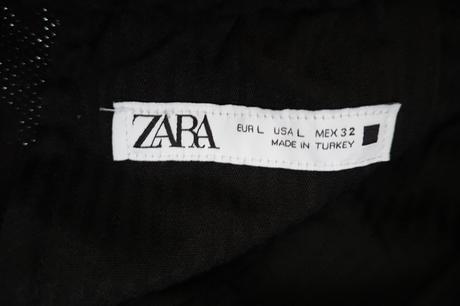 ZARA
EUR L USA L MEX 32
MADE IN TURKEY